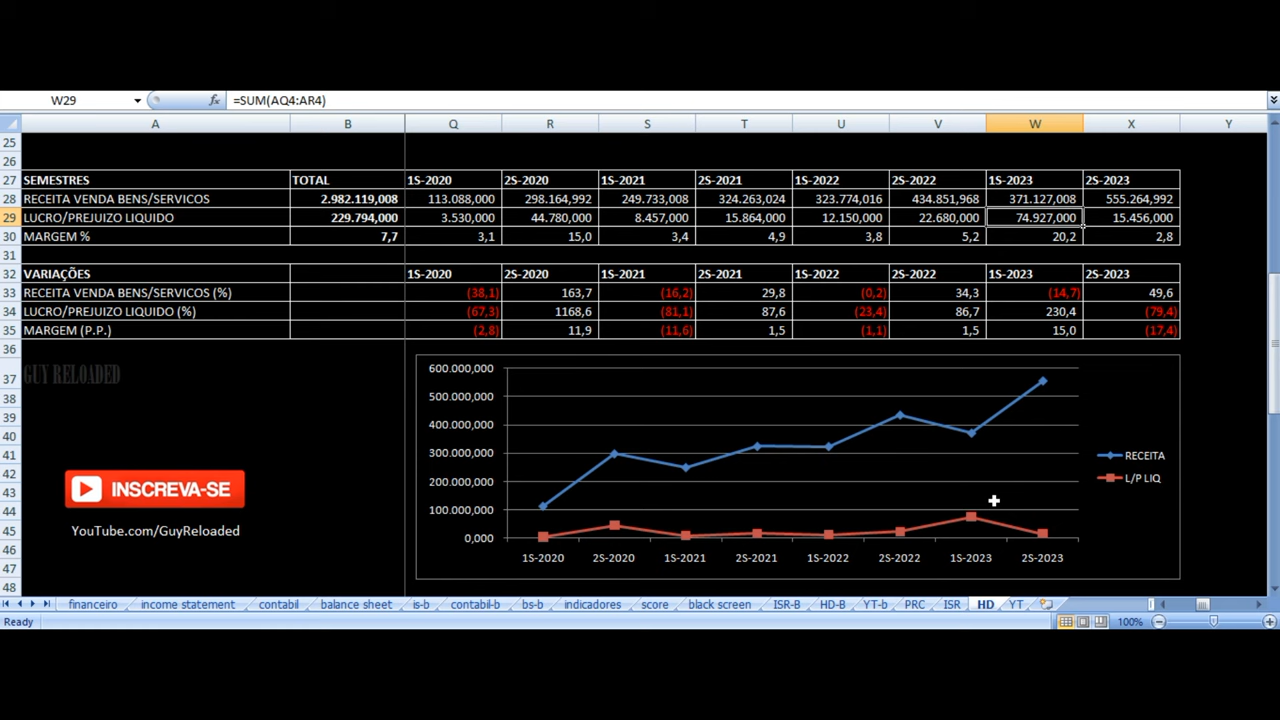 W29 fx =SUM(AQ4:AR4)
A B Q R S T U V W X Y
25
26
27 SEMESTRES TOTAL 1S-2020 2S-2020 1S-2021 2S-2021 1S-2022 2S-2022 1S-2023 2S-2023
28 RECEITA VENDA BENS/SERVICOS 2.982.119,008 113.088,000 298.164,992 249.733,008 324.263,024 323.774,016 434.851,968 371.127,008 555.264,992
29 LUCRO/PREJUIZO LIQUIDO 229.794,000 3.530,000 44.780,000 8.457,000 15.864,000 12.150,000 22.680,000 74.927,000 15.456,000
30 MARGEM % 7,7 3,1 15,0 3,4 4,9 3,8 5,2 20,2 2,8
31
32 VARIAÇÕES 1S-2020 2S-2020 1S-2021 2S-2021 1S-2022 2S-2022 1S-2023 2S-2023
33 RECEITA VENDA BENS/SERVICOS (%) (38,1) 163,7 (16,2) 29,8 (0,2) 34,3 (14,7) 49,6
34 LUCRO/PREJUIZO LIQUIDO (%) (67,3) 1168,6 (81,1) 87,6 (23,4) 86,7 230,4 (79,4)
35 MARGEM (P.P.) (2,8) 11,9 (11,6) 1,5 (1,1) 1,5 15,0 (17,4)
36
37 GUY RELOADED
38
39
40
41
42
43
44
45
46
47
48
INSCREVA-SE
YouTube.com/GuyReloaded
600.000,000
500.000,000
400.000,000
300.000,000
200.000,000
100.000,000
0,000
1S-2020 2S-2020 1S-2021 2S-2021 1S-2022 2S-2022 1S-2023 2S-2023
RECEITA
L/P LIQ
financeiro income statement contabil balance sheet is-b contabil-b bs-b indicadores score black screen ISR-B HD-B YT-b PRC ISR HD YT
Ready 100%